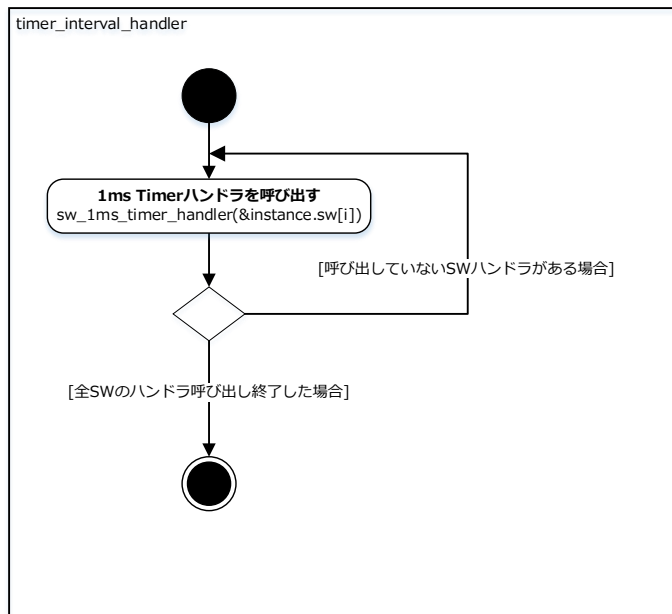 timer_interval_handler
1ms Timerハンドラを呼び出す
sw_1ms_timer_handler(&instance.sw[i])
[呼び出していないSWハンドラがある場合]
[全SWのハンドラ呼び出し終了した場合]